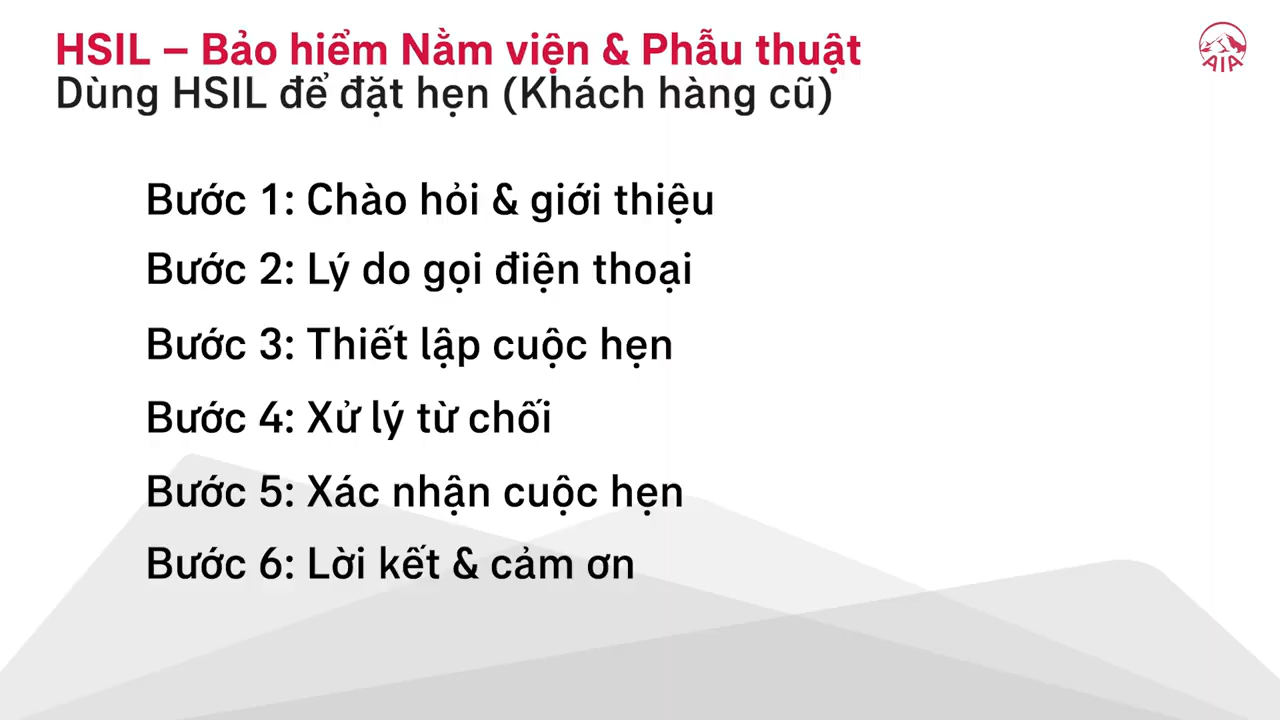 HSIL – Bảo hiểm Nằm viện & Phẫu thuật
Dùng HSIL để đặt hẹn (Khách hàng cũ)
AIA
Bước 1: Chào hỏi & giới thiệu
Bước 2: Lý do gọi điện thoại
Bước 3: Thiết lập cuộc hẹn
Bước 4: Xử lý từ chối
Bước 5: Xác nhận cuộc hẹn
Bước 6: Lời kết & cảm ơn